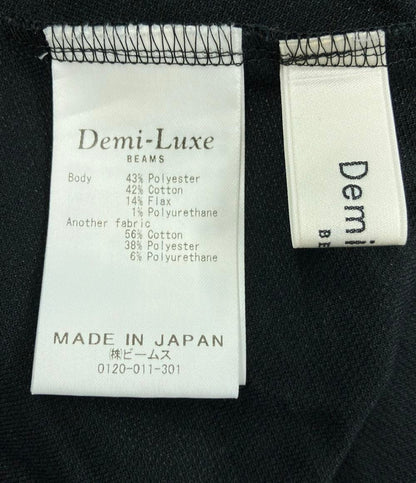 Demi-Luxe
BEAMS
Body 43% Polyester
42% Cotton
14% Flax
1% Polyurethane
Another fabric
56% Cotton
38% Polyester
6% Polyurethane
MADE IN JAPAN
㈱ビームス
0120-011-301
Demi
BE